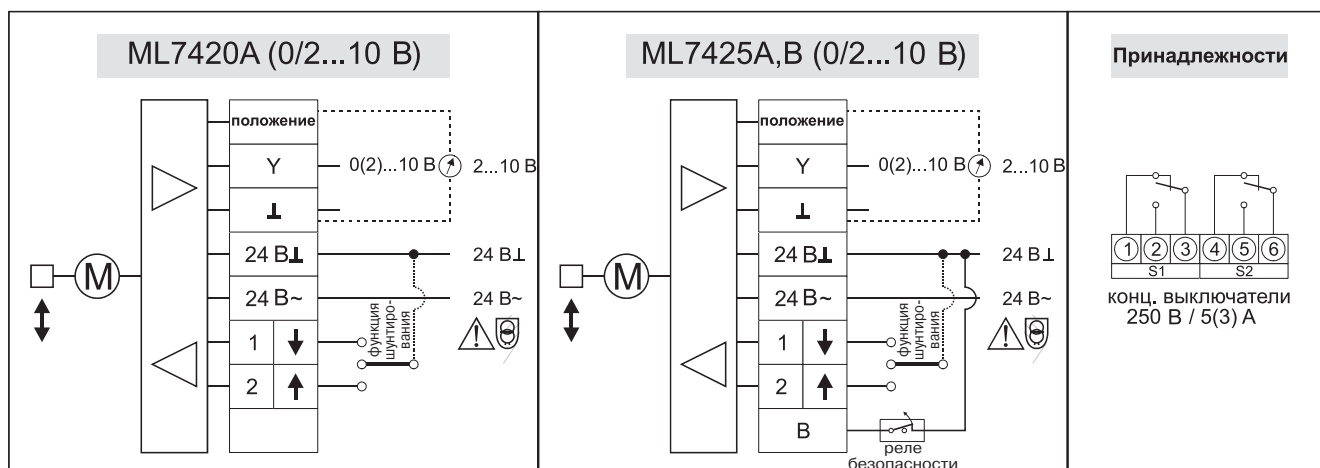 ML7420A (0/2...10 В)
положение
Y
0(2)...10 В
2...10 В
⊥
24 В⊥
24 В⊥
24 В~
24 В~
1
2
функция
шунтиро-
вания
M
ML7425A,B (0/2...10 В)
положение
Y
0(2)...10 В
2...10 В
⊥
24 В⊥
24 В⊥
24 В~
24 В~
1
2
B
функция
шунтиро-
вания
M
реле
безопасности
Принадлежности
1 2 3 4 5 6
S1 S2
конц. выключатели
250 В / 5(3) А